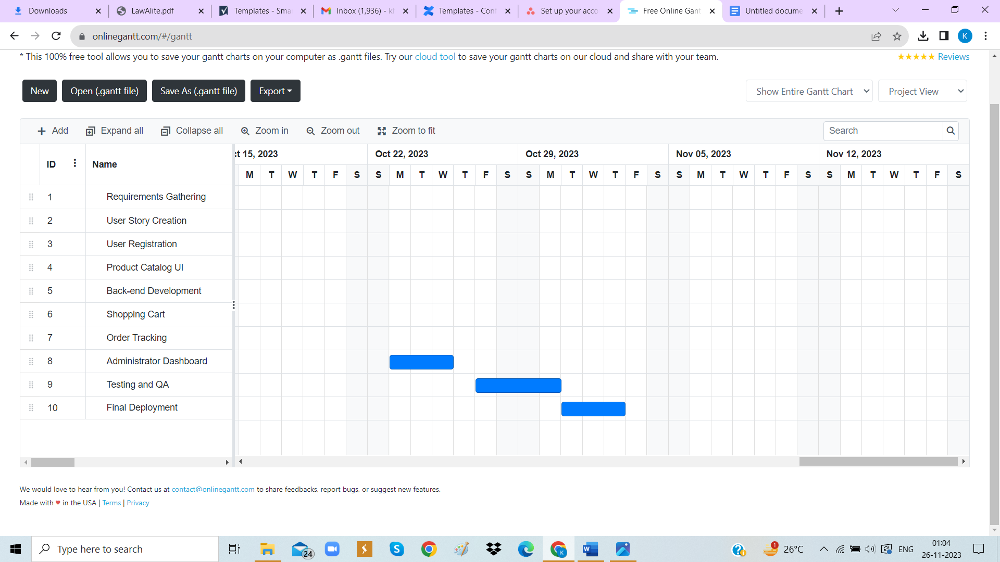 Downloads
LawAlite.pdf
Templates - Sma
Inbox (1,936) - k
Templates - Conf
Set up your acco
Free Online Gant
Untitled docume
onlinegantt.com/#/gantt
K
* This 100% free tool allows you to save your gantt charts on your computer as .gantt files. Try our cloud tool to save your gantt charts on our cloud and share with your team.
★★★★★ Reviews
New
Open (.gantt file)
Save As (.gantt file)
Export
Show Entire Gantt Chart
Project View
Add
Expand all
Collapse all
Zoom in
Zoom out
Zoom to fit
Search
ID
Name
ct 15, 2023
Oct 22, 2023
Oct 29, 2023
Nov 05, 2023
Nov 12, 2023
M T W T F S S M T W T F S S M T W T F S S M T W T F S S M T W T F S
1 Requirements Gathering
2 User Story Creation
3 User Registration
4 Product Catalog UI
5 Back-end Development
6 Shopping Cart
7 Order Tracking
8 Administrator Dashboard
9 Testing and QA
10 Final Deployment
We would love to hear from you! Contact us at contact@onlinegantt.com to share feedbacks, report bugs, or suggest new features.
Made with ♥ in the USA | Terms | Privacy
Type here to search
24
1
26°C
ENG
01:04
26-11-2023